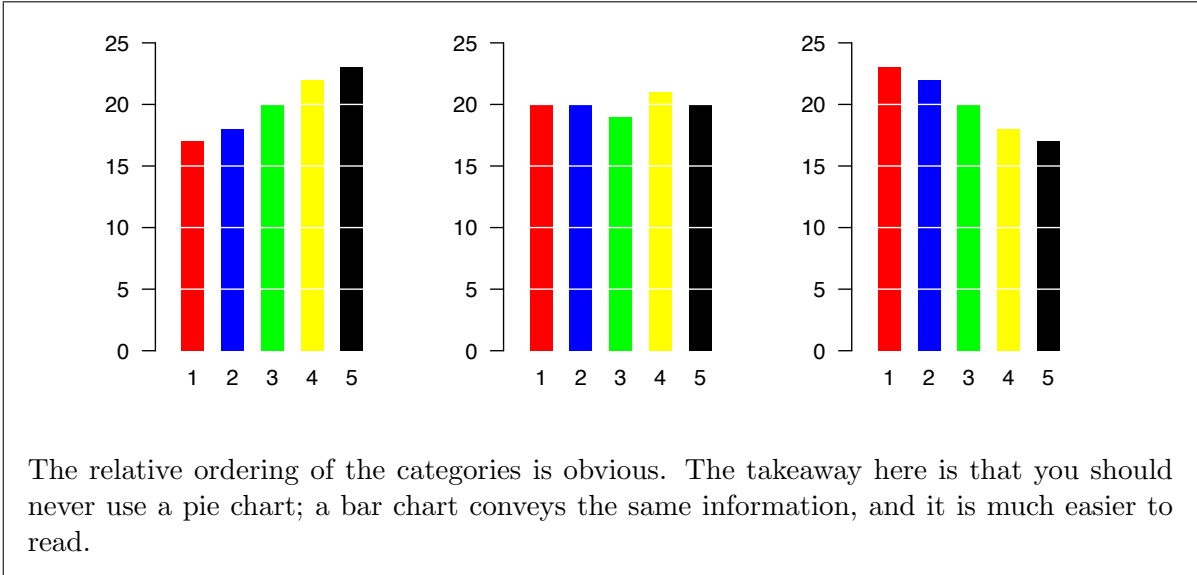 25 25 25
20 20 20
15 15 15
10 10 10
5 5 5
0 0 0
1 2 3 4 5 1 2 3 4 5 1 2 3 4 5
The relative ordering of the categories is obvious. The takeaway here is that you should
never use a pie chart; a bar chart conveys the same information, and it is much easier to
read.